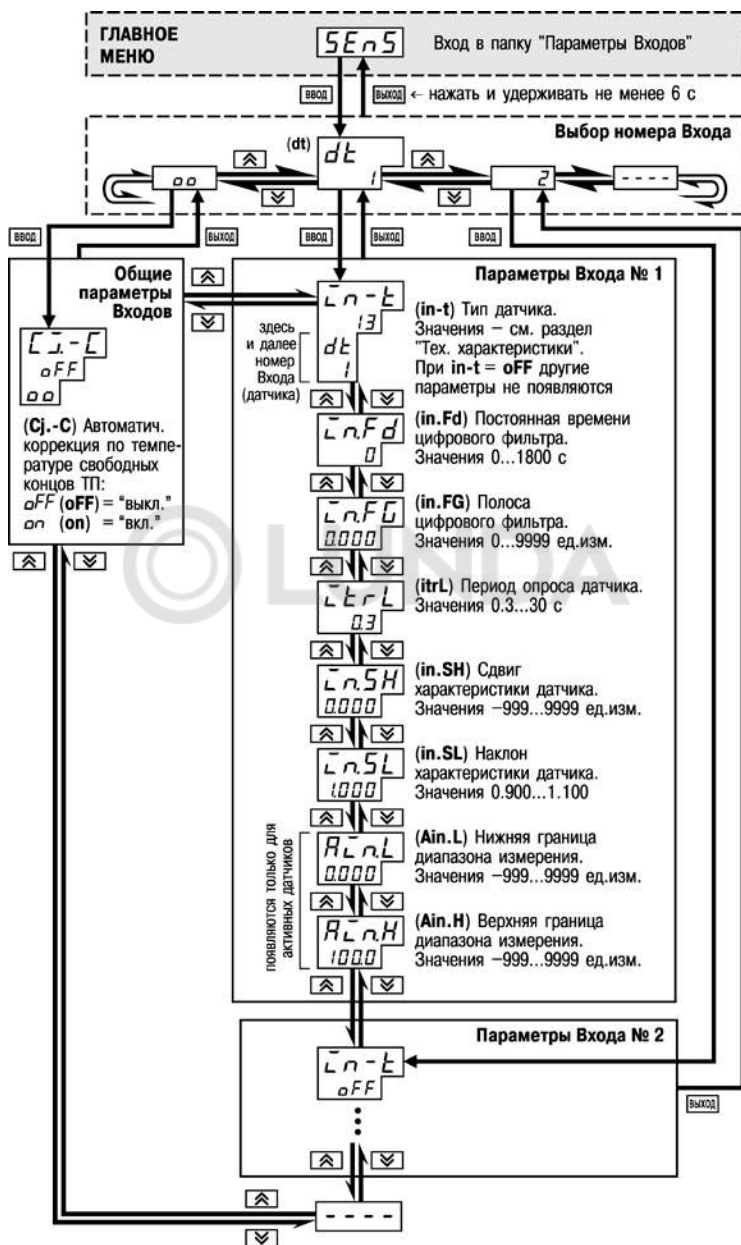 ГЛАВНОЕ
МЕНЮ
SEnS
Вход в папку "Параметры Входов"
ВВОД
ВЫХОД ← нажать и удерживать не менее 6 с
Выбор номера Входа
(dt)
dt
1
oo
2
----
ВВОД
ВЫХОД
ВВОД
ВЫХОД
ВВОД
Общие
параметры
Входов
Cj.-C
oFF
oo
(Cj.-C) Автоматич.
коррекция по темпе-
ратуре свободных
концов ТП:
oFF (oFF) = "выкл."
on (on) = "вкл."
Параметры Входа № 1
in-t
13
dt
1
здесь
и далее
номер
Входа
(датчика)
(in-t) Тип датчика.
Значения – см. раздел
"Тех. характеристики".
При in-t = oFF другие
параметры не появляются
in.Fd
0
(in.Fd) Постоянная времени
цифрового фильтра.
Значения 0...1800 с
in.FG
0.000
(in.FG) Полоса
цифрового фильтра.
Значения 0...9999 ед.изм.
LUNDA
itrL
0.3
(itrL) Период опроса датчика.
Значения 0.3...30 с
in.SH
0.000
(in.SH) Сдвиг
характеристики датчика.
Значения –999...9999 ед.изм.
in.SL
1.000
(in.SL) Наклон
характеристики датчика.
Значения 0.900...1.100
появляются только для
активных датчиков
Ain.L
0.000
(Ain.L) Нижняя граница
диапазона измерения.
Значения –999...9999 ед.изм.
Ain.H
100.0
(Ain.H) Верхняя граница
диапазона измерения.
Значения –999...9999 ед.изм.
Параметры Входа № 2
in-t
oFF
ВЫХОД
----